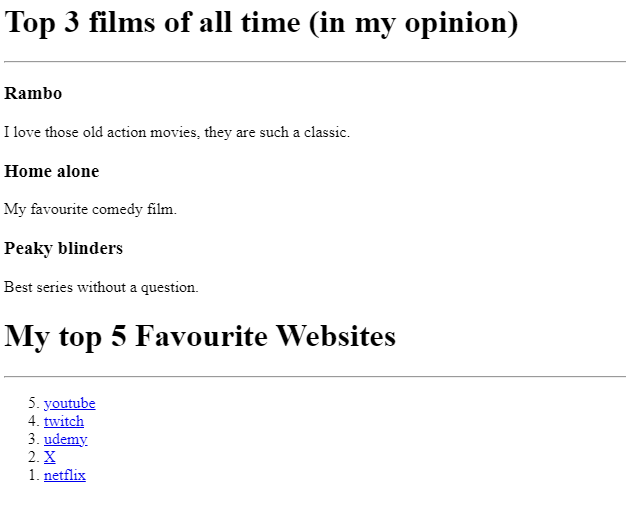 Top 3 films of all time (in my opinion)
Rambo
I love those old action movies, they are such a classic.
Home alone
My favourite comedy film.
Peaky blinders
Best series without a question.
My top 5 Favourite Websites
5. youtube
4. twitch
3. udemy
2. X
1. netflix